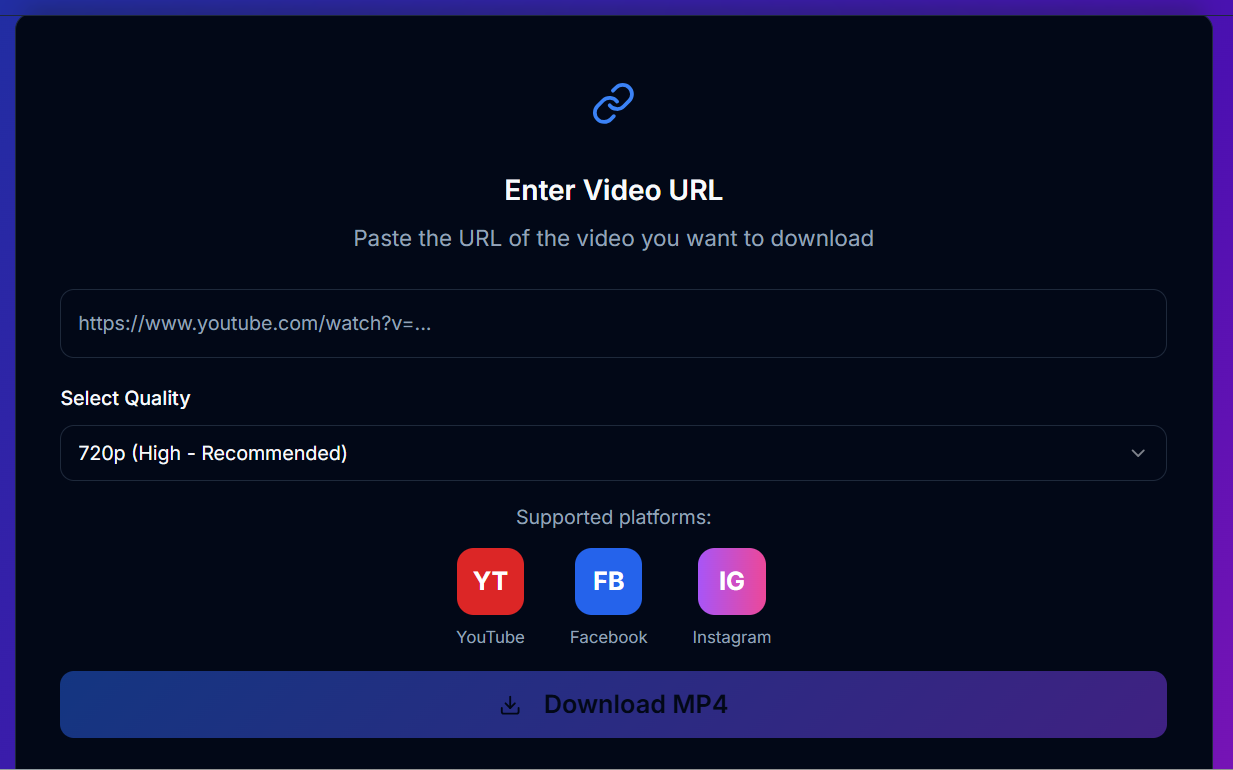 Enter Video URL
Paste the URL of the video you want to download
https://www.youtube.com/watch?v=...
Select Quality
720p (High - Recommended)
Supported platforms:
YT FB IG
YouTube Facebook Instagram
Download MP4